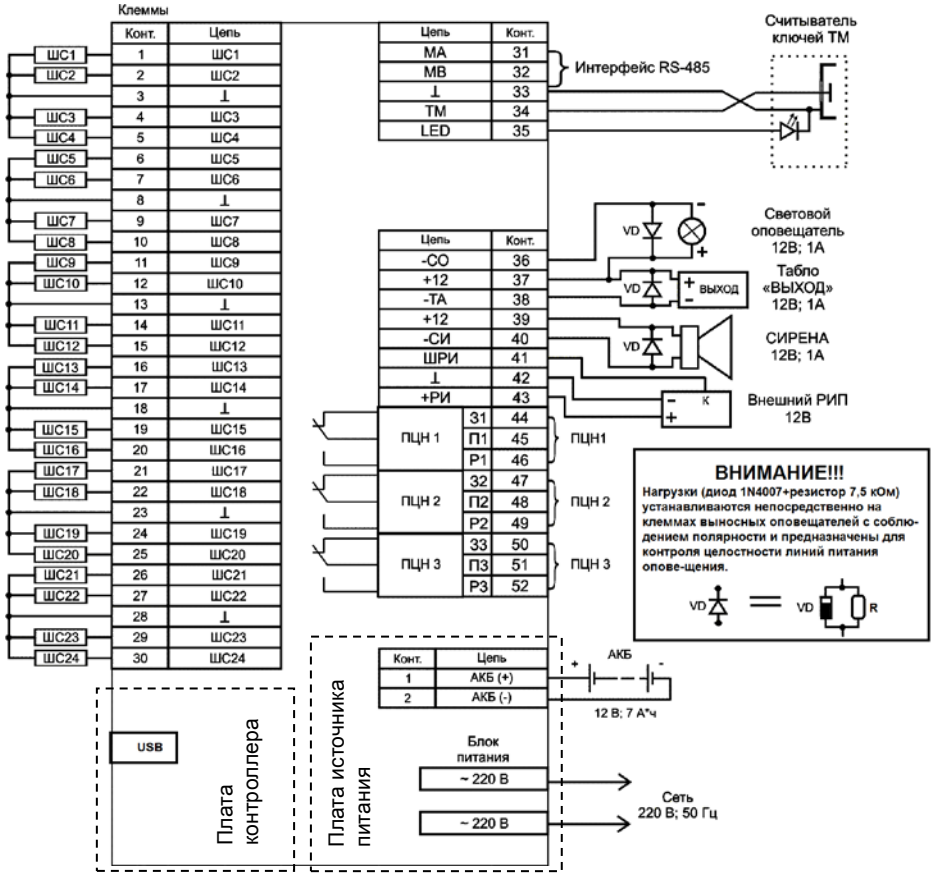 Клеммы
Конт. Цепь
ШС1 1 ШС1
ШС2 2 ШС2
3 ⊥
ШС3 4 ШС3
ШС4 5 ШС4
ШС5 6 ШС5
ШС6 7 ШС6
8 ⊥
ШС7 9 ШС7
ШС8 10 ШС8
ШС9 11 ШС9
ШС10 12 ШС10
13 ⊥
ШС11 14 ШС11
ШС12 15 ШС12
ШС13 16 ШС13
ШС14 17 ШС14
18 ⊥
ШС15 19 ШС15
ШС16 20 ШС16
ШС17 21 ШС17
ШС18 22 ШС18
23 ⊥
ШС19 24 ШС19
ШС20 25 ШС20
ШС21 26 ШС21
ШС22 27 ШС22
28 ⊥
ШС23 29 ШС23
ШС24 30 ШС24
USB
Плата
контроллера
Цепь Конт.
МА 31
МВ 32
⊥ 33
ТМ 34
LED 35
Интерфейс RS-485
Считыватель
ключей ТМ
Цепь Конт.
-СО 36
+12 37
-ТА 38
+12 39
-СИ 40
ШРИ 41
⊥ 42
+РИ 43
ПЦН 1
З1 44
П1 45
Р1 46
ПЦН1
ПЦН 2
З2 47
П2 48
Р2 49
ПЦН 2
ПЦН 3
З3 50
П3 51
Р3 52
ПЦН 3
VD
-
+
Световой
оповещатель
12В; 1А
VD
+
-
ВЫХОД
Табло
«ВЫХОД»
12В; 1А
VD
СИРЕНА
12В; 1А
- К
+
Внешний РИП
12В
ВНИМАНИЕ!!!
Нагрузки (диод 1N4007+резистор 7,5 кОм)
устанавливаются непосредственно на
клеммах выносных оповещателей с соблю-
дением полярности и предназначены для
контроля целостности линий питания
опове-щения.
VD = VD R
Плата источника
питания
Конт. Цепь
1 АКБ (+)
2 АКБ (-)
+ АКБ -
12 В; 7 А*ч
Блок
питания
~ 220 В
~ 220 В
Сеть
220 В; 50 Гц